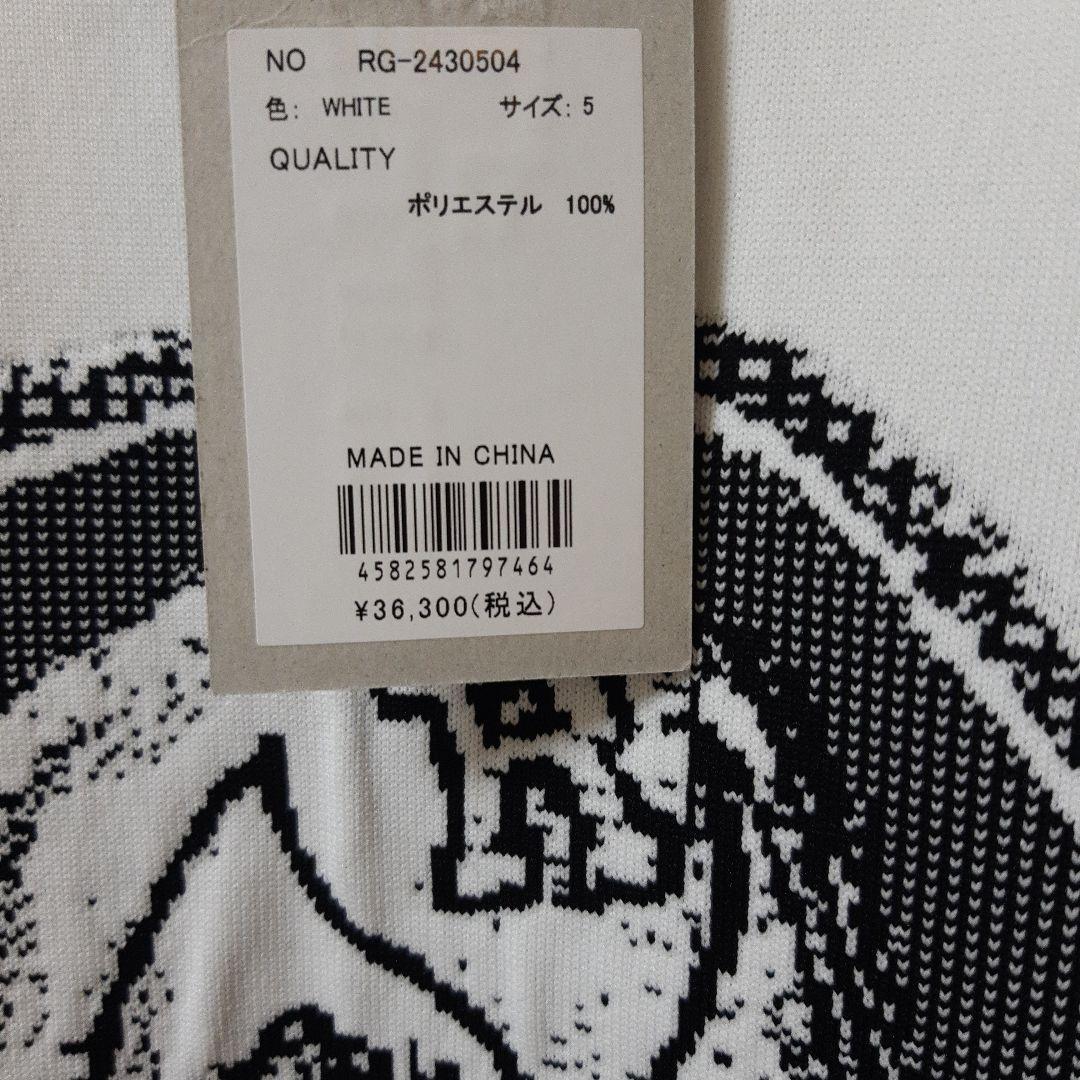 NO RG-2430504
色: WHITE サイズ: 5
QUALITY
ポリエステル 100%
MADE IN CHINA
4582581797464
¥36,300(税込)